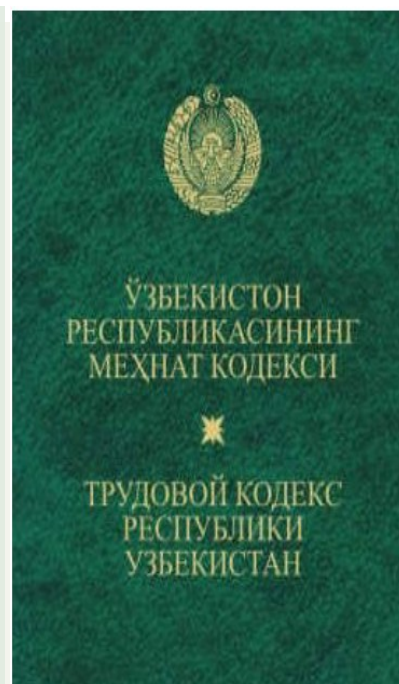 ЎЗБЕКИСТОН
РЕСПУБЛИКАСИНИНГ
МЕҲНАТ КОДЕКСИ
ТРУДОВОЙ КОДЕКС
РЕСПУБЛИКИ
УЗБЕКИСТАН